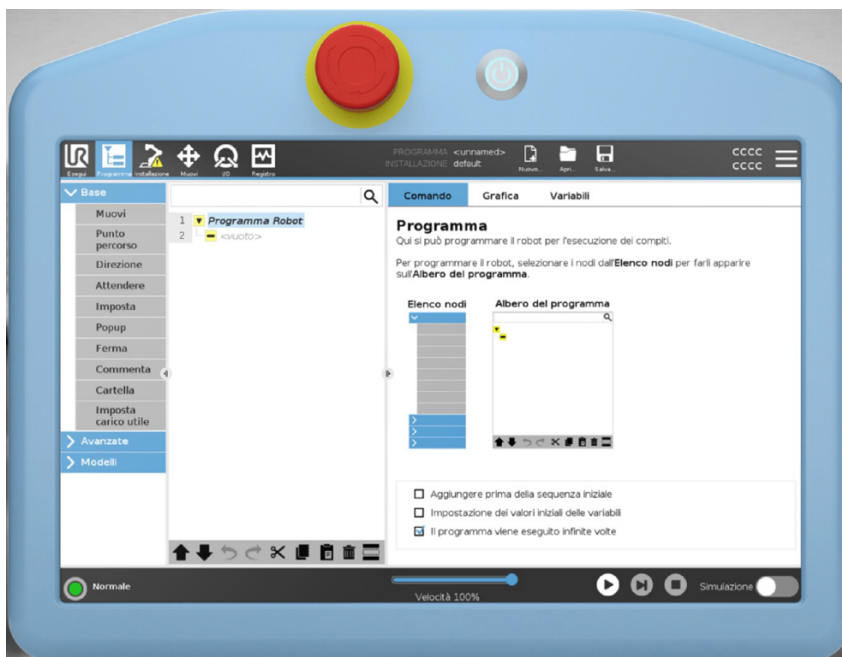 UR
PROGRAMMA <unnamed>
INSTALLAZIONE default
Nuovo... Apri... Salva...
CCCC
CCCC
Esegui Programma Installazione Muovi I/O Registro
Base
Muovi
Punto
percorso
Direzione
Attendere
Imposta
Popup
Ferma
Commenta
Cartella
Imposta
carico utile
Avanzate
Modelli
1 Programma Robot
2 <vuoto>
Comando Grafica Variabili
Programma
Qui si può programmare il robot per l'esecuzione dei compiti.
Per programmare il robot, selezionare i nodi dall'Elenco nodi per farli apparire
sull'Albero del programma.
Elenco nodi Albero del programma
Aggiungere prima della sequenza iniziale
Impostazione dei valori iniziali delle variabili
Il programma viene eseguito infinite volte
Normale
Velocità 100%
Simulazione